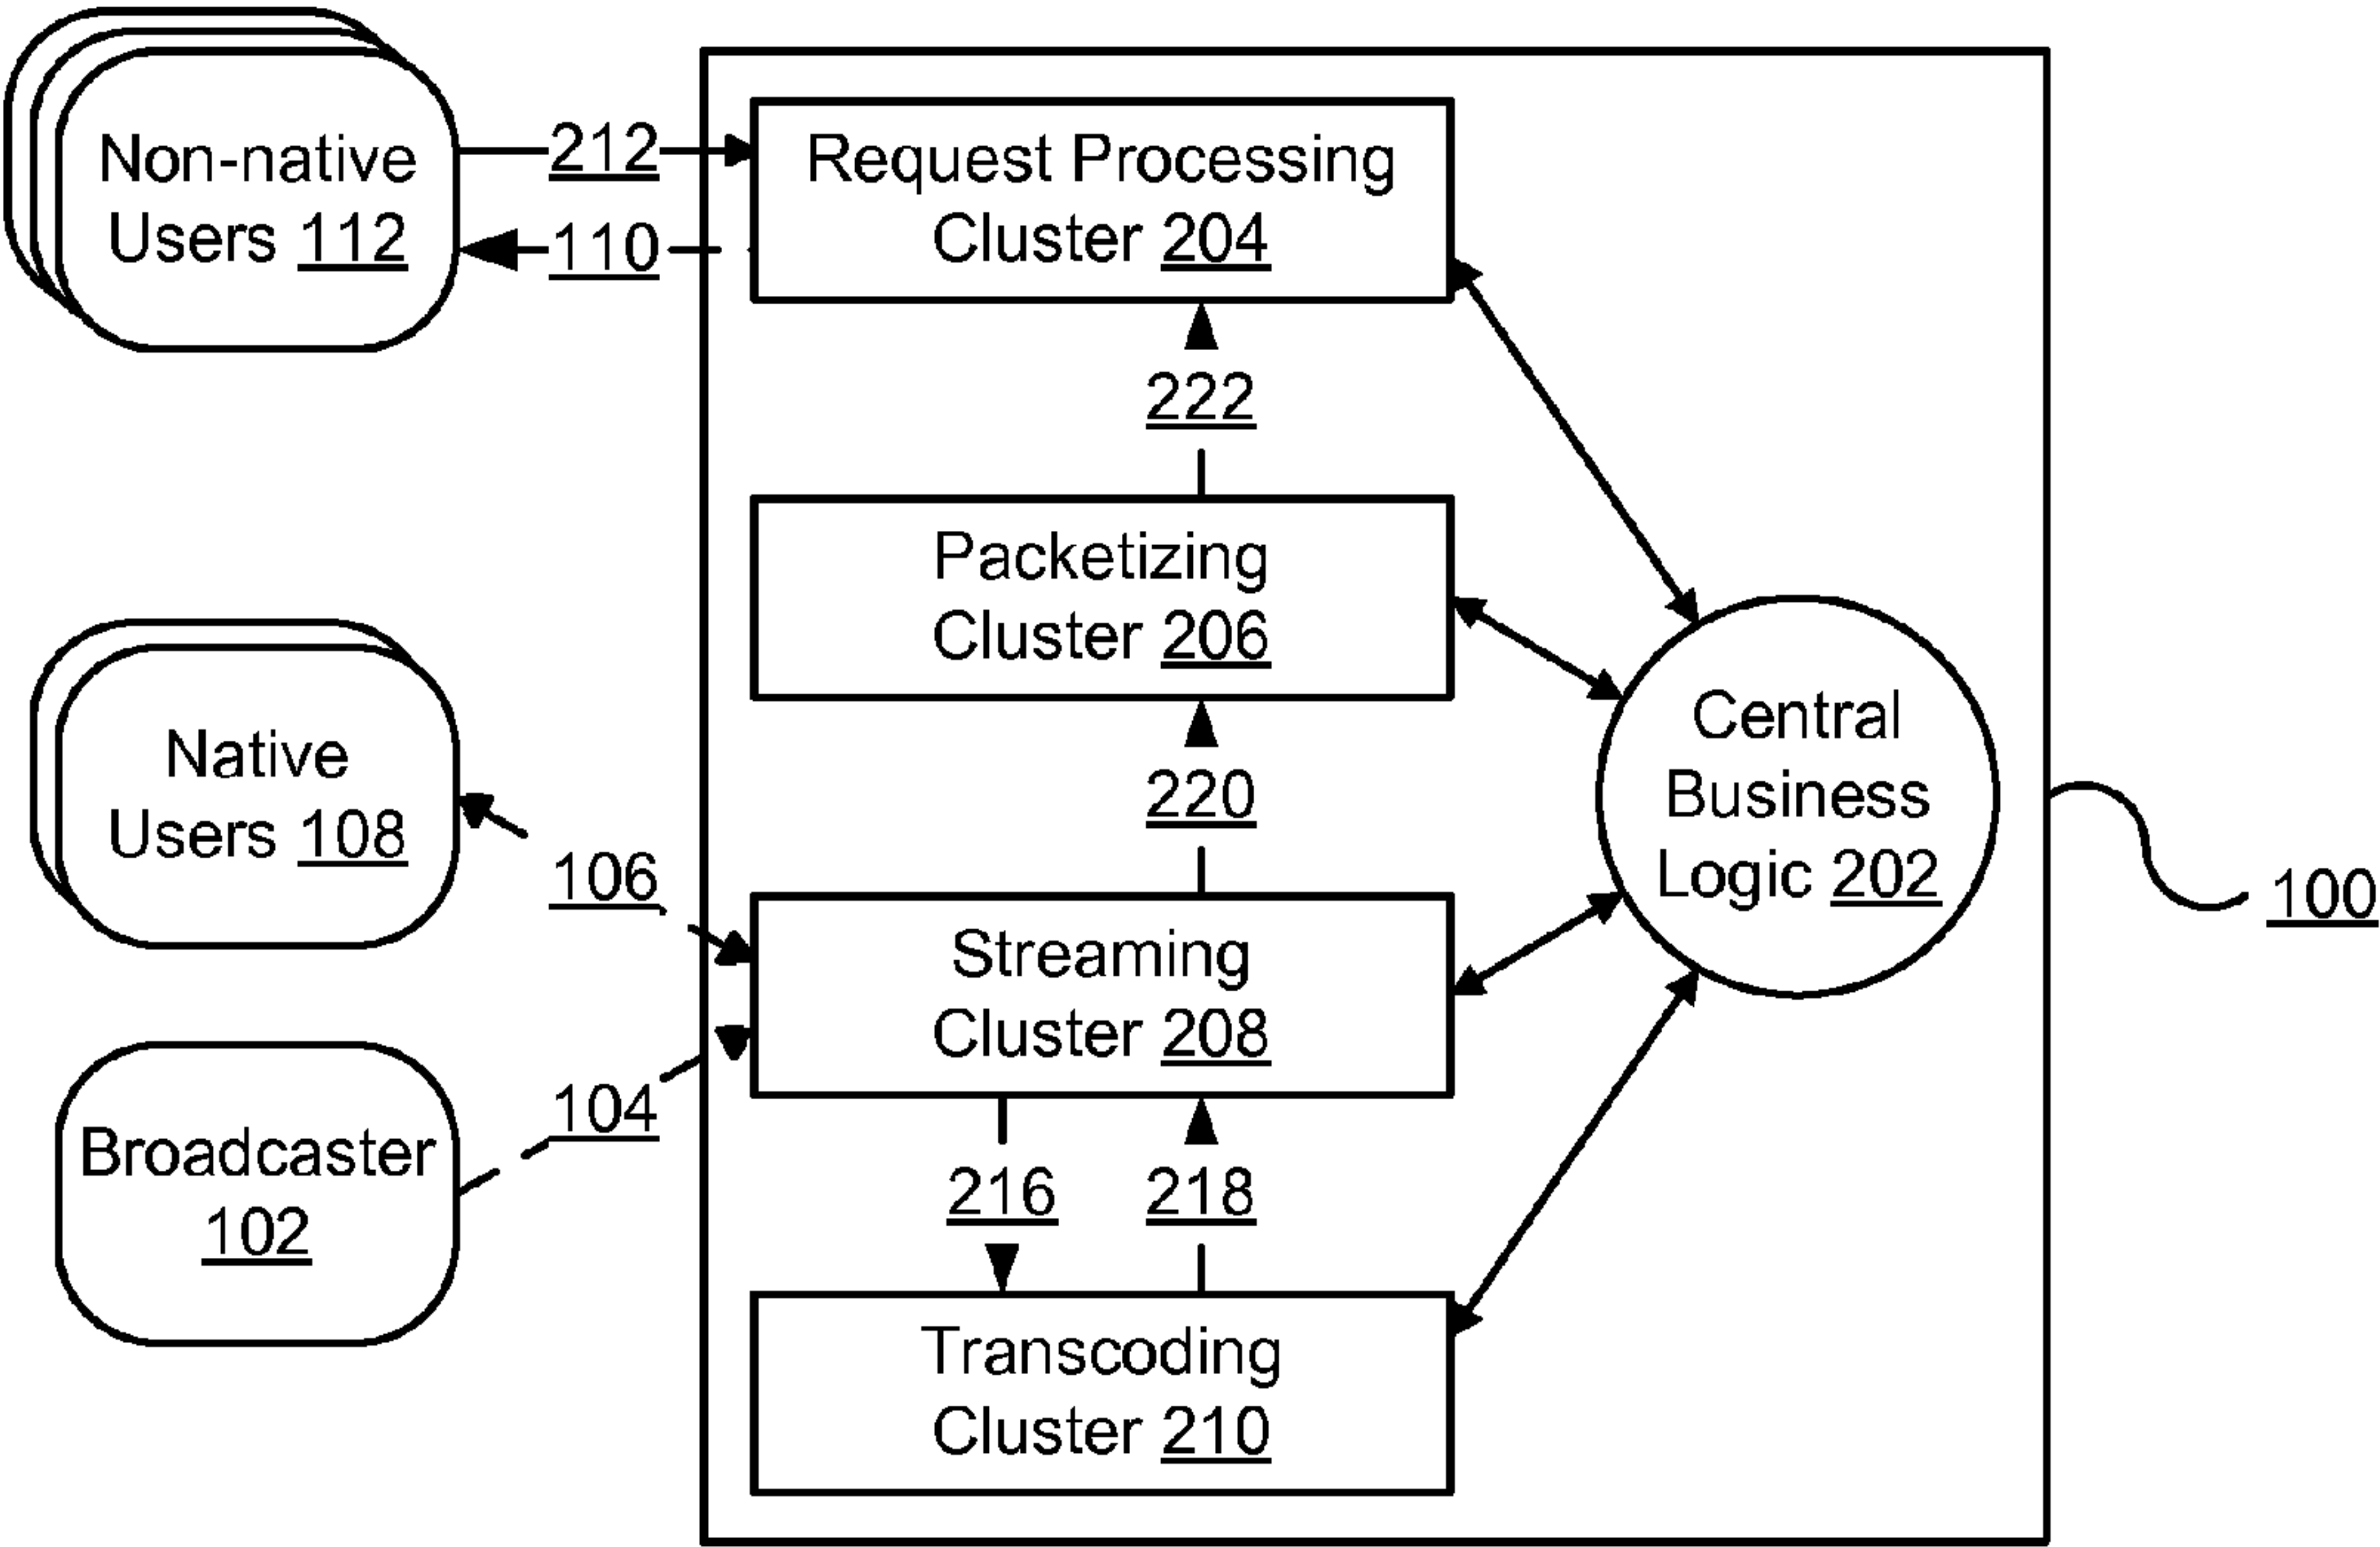 Non-native
Users 112
212
110
Request Processing
Cluster 204
222
Packetizing
Cluster 206
Native
Users 108
220
106
Central
Business
Logic 202
100
Streaming
Cluster 208
104
Broadcaster
102
216
218
Transcoding
Cluster 210